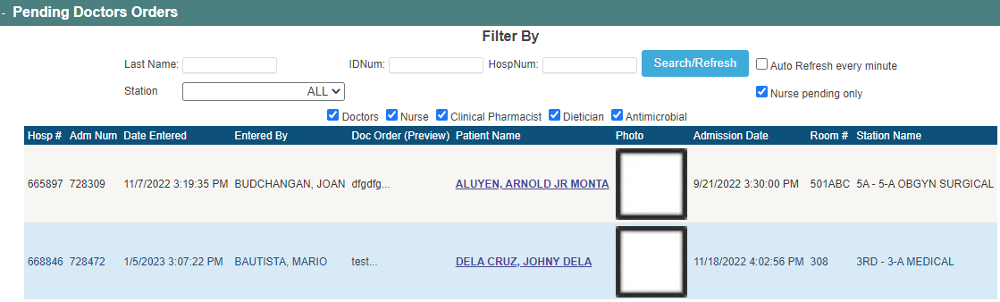 - Pending Doctors Orders
Filter By
Last Name: IDNum: HospNum: Search/Refresh Auto Refresh every minute
Station ALL Nurse pending only
Doctors Nurse Clinical Pharmacist Dietician Antimicrobial
Hosp # Adm Num Date Entered Entered By Doc Order (Preview) Patient Name Photo Admission Date Room # Station Name
665897 728309 11/7/2022 3:19:35 PM BUDCHANGAN, JOAN dfgdfg... ALUYEN, ARNOLD JR MONTA 9/21/2022 3:30:00 PM 501ABC 5A - 5-A OBGYN SURGICAL
668846 728472 1/5/2023 3:07:22 PM BAUTISTA, MARIO test... DELA CRUZ, JOHNY DELA 11/18/2022 4:02:56 PM 308 3RD - 3-A MEDICAL